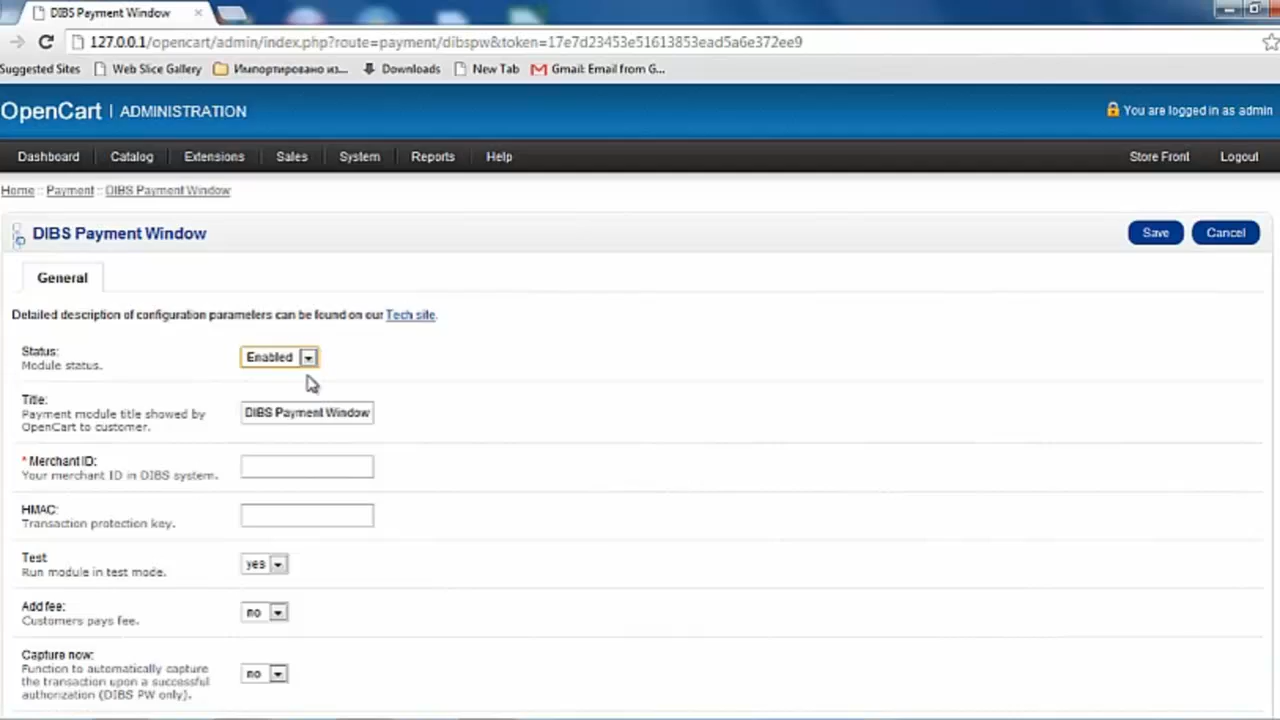 DIBS Payment Window
127.0.0.1/opencart/admin/index.php?route=payment/dibspw&token=17e7d23453e51613853ead5a6e372ee9
Suggested Sites Web Slice Gallery Импортировано из... Downloads New Tab Gmail: Email from G...
OpenCart | ADMINISTRATION You are logged in as admin
Dashboard Catalog Extensions Sales System Reports Help Store Front Logout
Home :: Payment :: DIBS Payment Window
DIBS Payment Window Save Cancel
General
Detailed description of configuration parameters can be found on our Tech site.
Status:
Module status.
Enabled
Title:
Payment module title showed by
OpenCart to customer.
DIBS Payment Window
* Merchant ID:
Your merchant ID in DIBS system.
HMAC:
Transaction protection key.
Test
Run module in test mode.
yes
Add fee:
Customers pays fee.
no
Capture now:
Function to automatically capture
the transaction upon a successful
authorization (DIBS PW only).
no